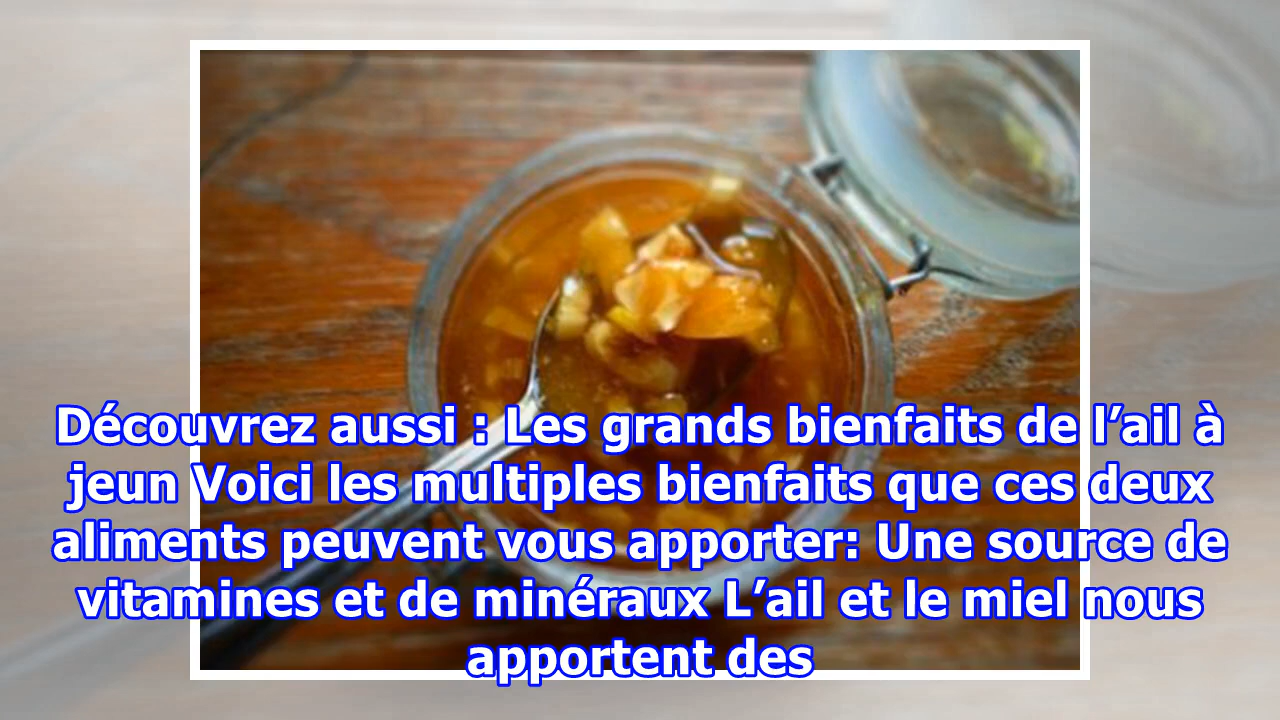 Découvrez aussi : Les grands bienfaits de l’ail à
jeun Voici les multiples bienfaits que ces deux
aliments peuvent vous apporter: Une source de
vitamines et de minéraux L’ail et le miel nous
apportent des